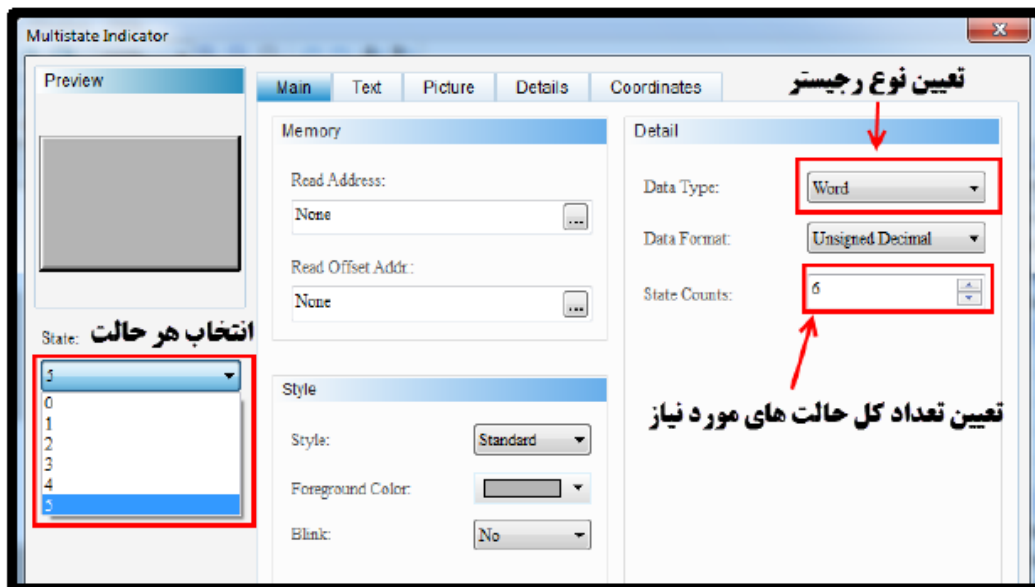 Multistate Indicator
Preview
Main
Text
Picture
Details
Coordinates
تعیین نوع رجیستر
Memory
Detail
Read Address:
None
...
Data Type:
Word
Data Format:
Unsigned Decimal
Read Offset Addr.:
None
...
State Counts:
6
State:
انتخاب هر حالت
5
0
1
2
3
4
5
تعیین تعداد کل حالت های مورد نیاز
Style
Style:
Standard
Foreground Color:
Blink:
No